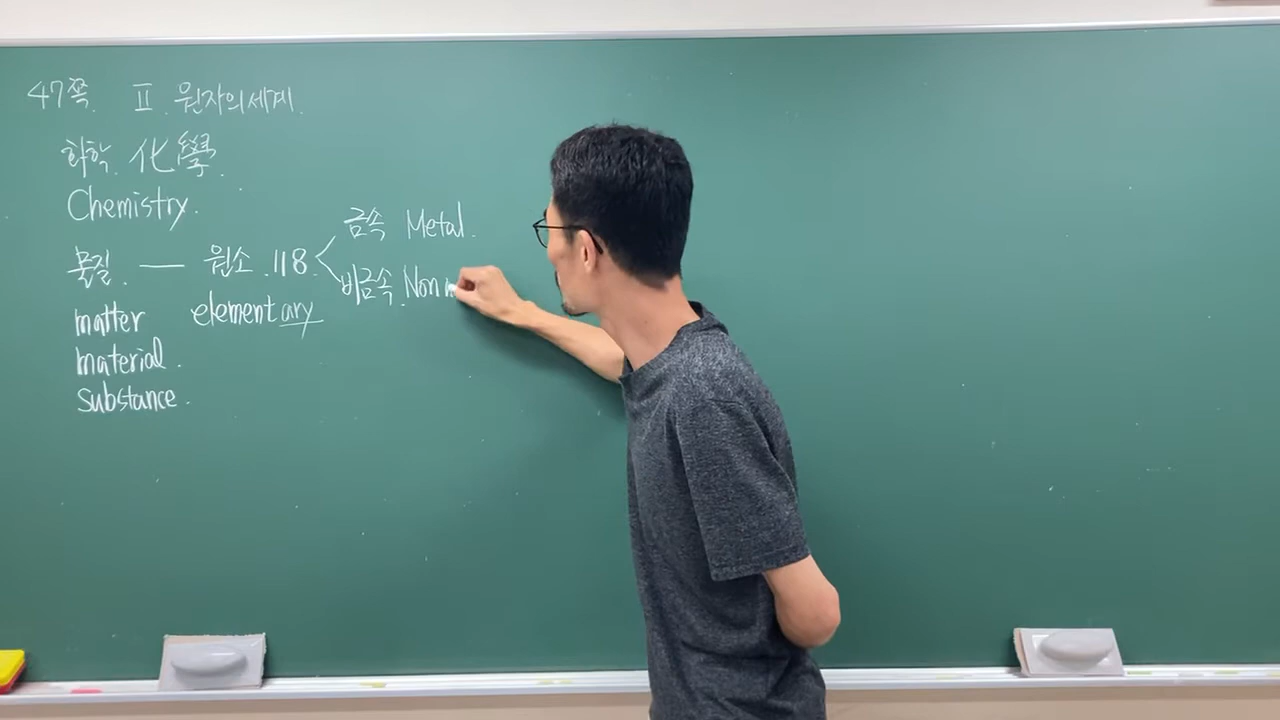 47쪽. Ⅱ. 원자의 세계.
화학. 化學.
Chemistry.
물질. — 원소. 118.
금속 Metal.
비금속. Non
matter elementary
material.
substance.